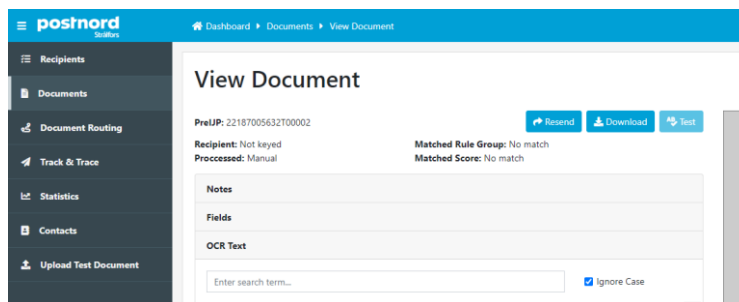 postnord
Strålfors
Dashboard Documents View Document
Recipients
Documents
Document Routing
Track & Trace
Statistics
Contacts
Upload Test Document
View Document
PreIJP: 22187005632T00002
Resend Download Test
Recipient: Not keyed Matched Rule Group: No match
Proccessed: Manual Matched Score: No match
Notes
Fields
OCR Text
Enter search term... Ignore Case